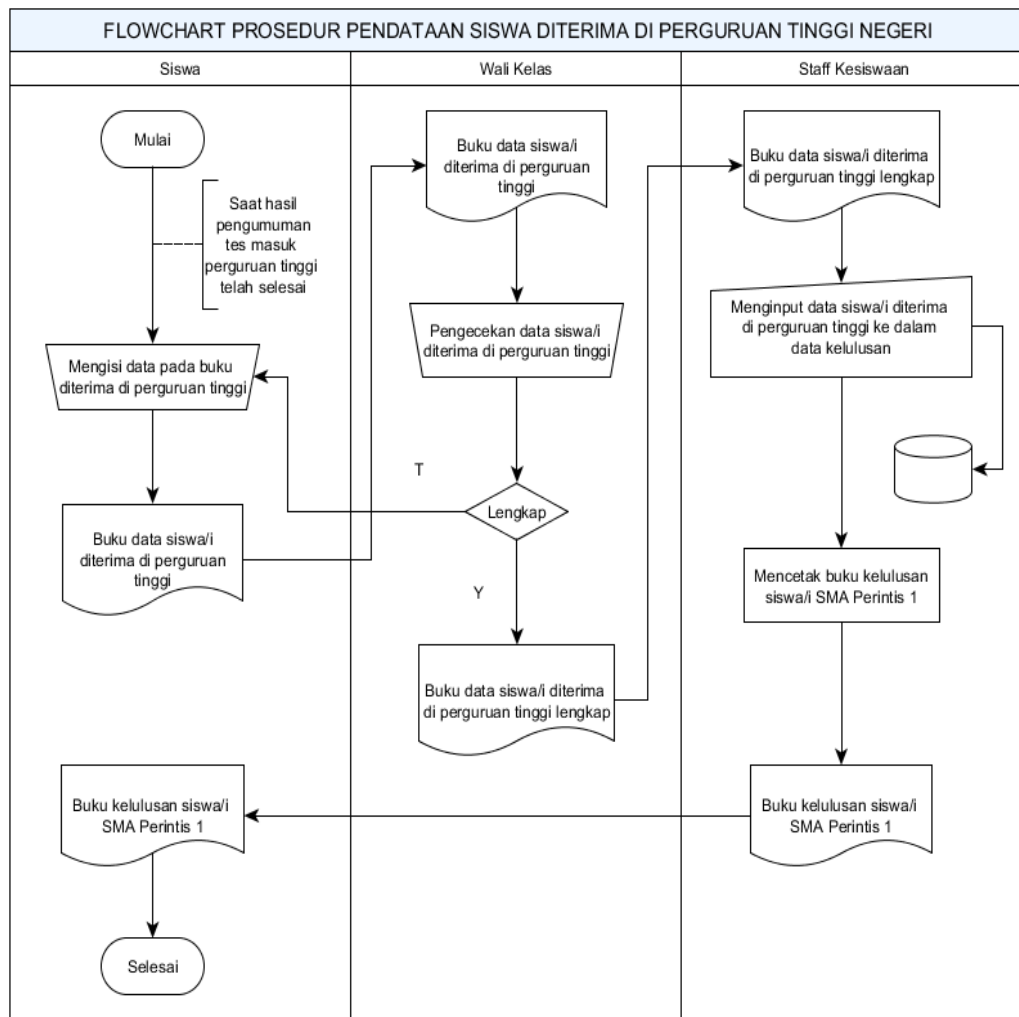 FLOWCHART PROSEDUR PENDATAAN SISWA DITERIMA DI PERGURUAN TINGGI NEGERI
Siswa
Wali Kelas
Staff Kesiswaan
Mulai
Saat hasil
pengumuman
tes masuk
perguruan tinggi
telah selesai
Mengisi data pada buku
diterima di perguruan tinggi
Buku data siswa/i
diterima di perguruan
tinggi
Buku data siswa/i
diterima di perguruan
tinggi
Pengecekan data siswa/i
diterima di perguruan tinggi
Lengkap
T
Y
Buku data siswa/i diterima
di perguruan tinggi lengkap
Buku data siswa/i diterima
di perguruan tinggi lengkap
Menginput data siswa/i diterima
di perguruan tinggi ke dalam
data kelulusan
Mencetak buku kelulusan
siswa/i SMA Perintis 1
Buku kelulusan siswa/i
SMA Perintis 1
Buku kelulusan siswa/i
SMA Perintis 1
Selesai